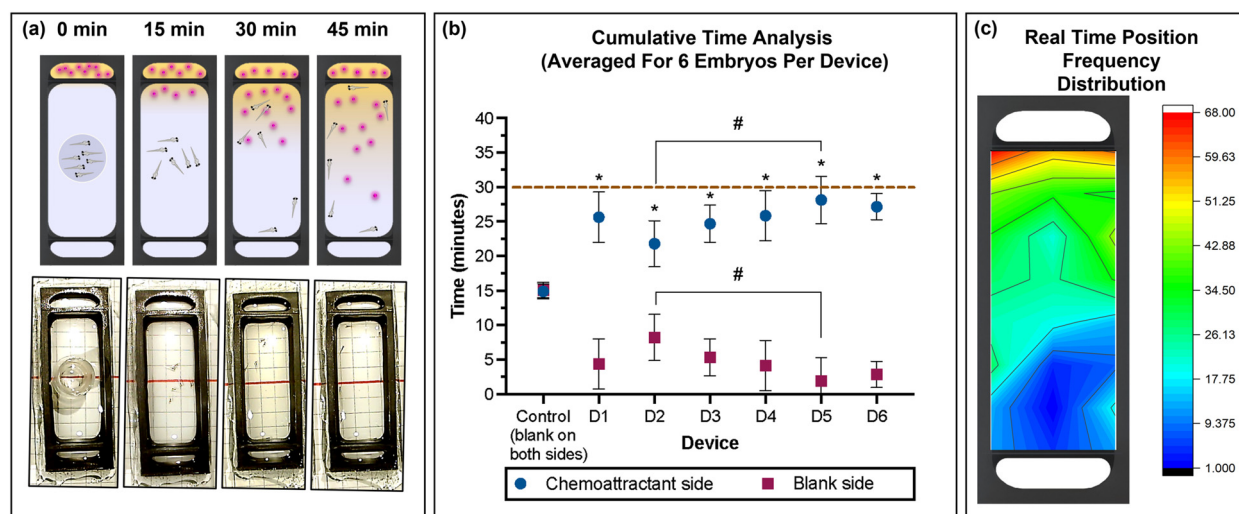 (a)
0 min
15 min
30 min
45 min
(b)
Cumulative Time Analysis
(Averaged For 6 Embryos Per Device)
Time (minutes)
40
35
30
25
20
15
10
5
0
#
#
*
*
*
*
*
*
Control
(blank on
both sides)
D1
D2
D3
D4
D5
D6
Device
Chemoattractant side
Blank side
(c)
Real Time Position
Frequency
Distribution
68.00
59.63
51.25
42.88
34.50
26.13
17.75
9.375
1.000